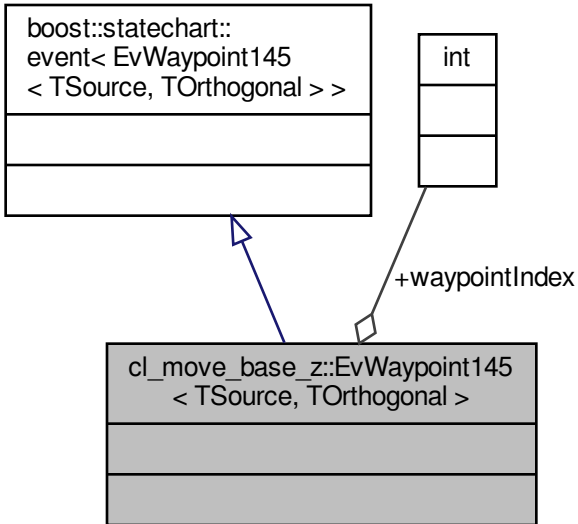 boost::statechart::
event< EvWaypoint145
< TSource, TOrthogonal > >
int
+waypointIndex
cl_move_base_z::EvWaypoint145
< TSource, TOrthogonal >